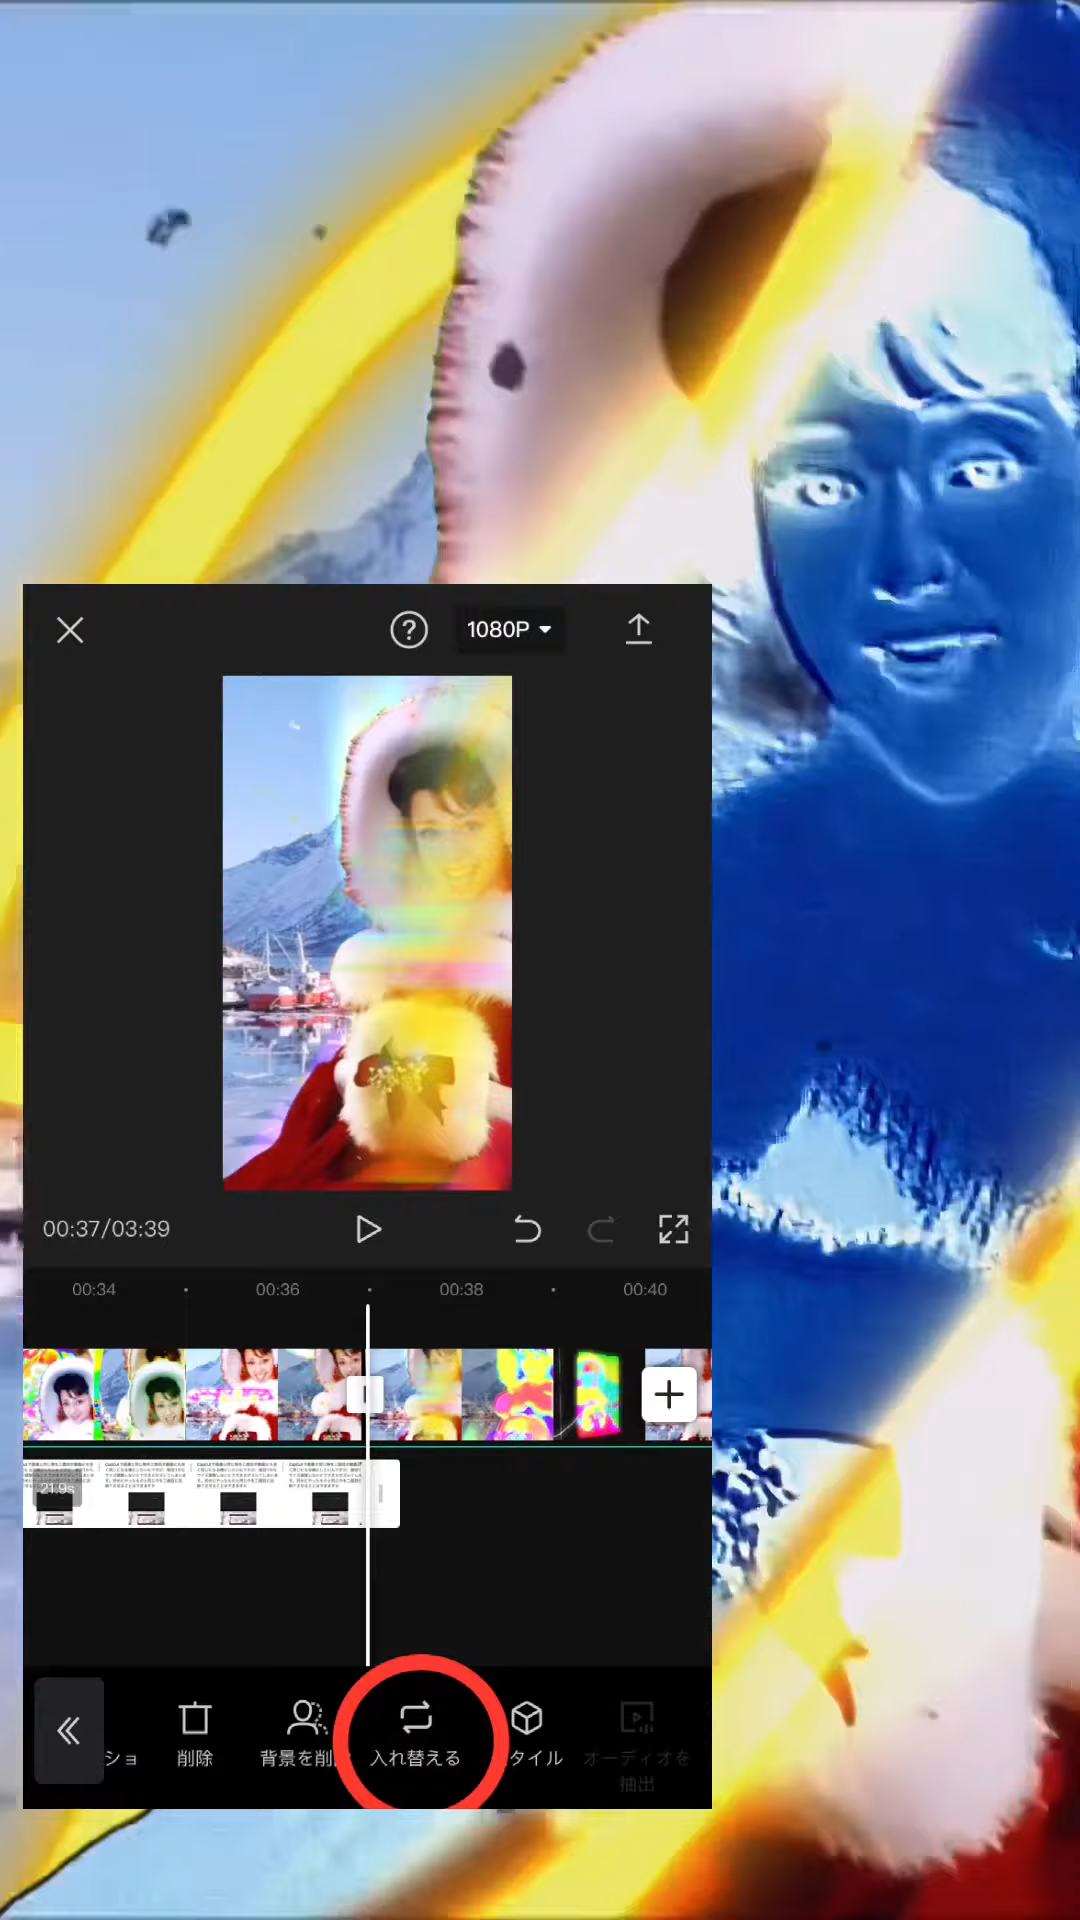 1080P
00:37/03:39
00:34
00:36
00:38
00:40
21.9s
ショ
削除
背景を削
入れ替える
タイル
オーディオを
抽出